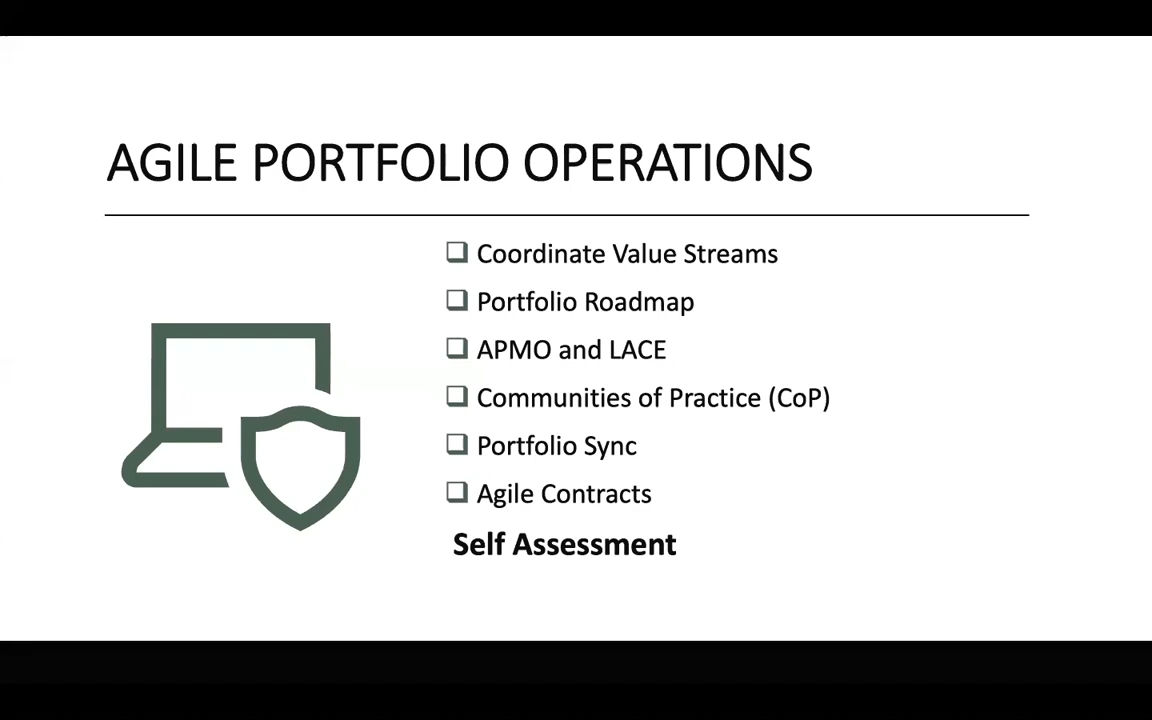 AGILE PORTFOLIO OPERATIONS
Coordinate Value Streams
Portfolio Roadmap
APMO and LACE
Communities of Practice (CoP)
Portfolio Sync
Agile Contracts
Self Assessment